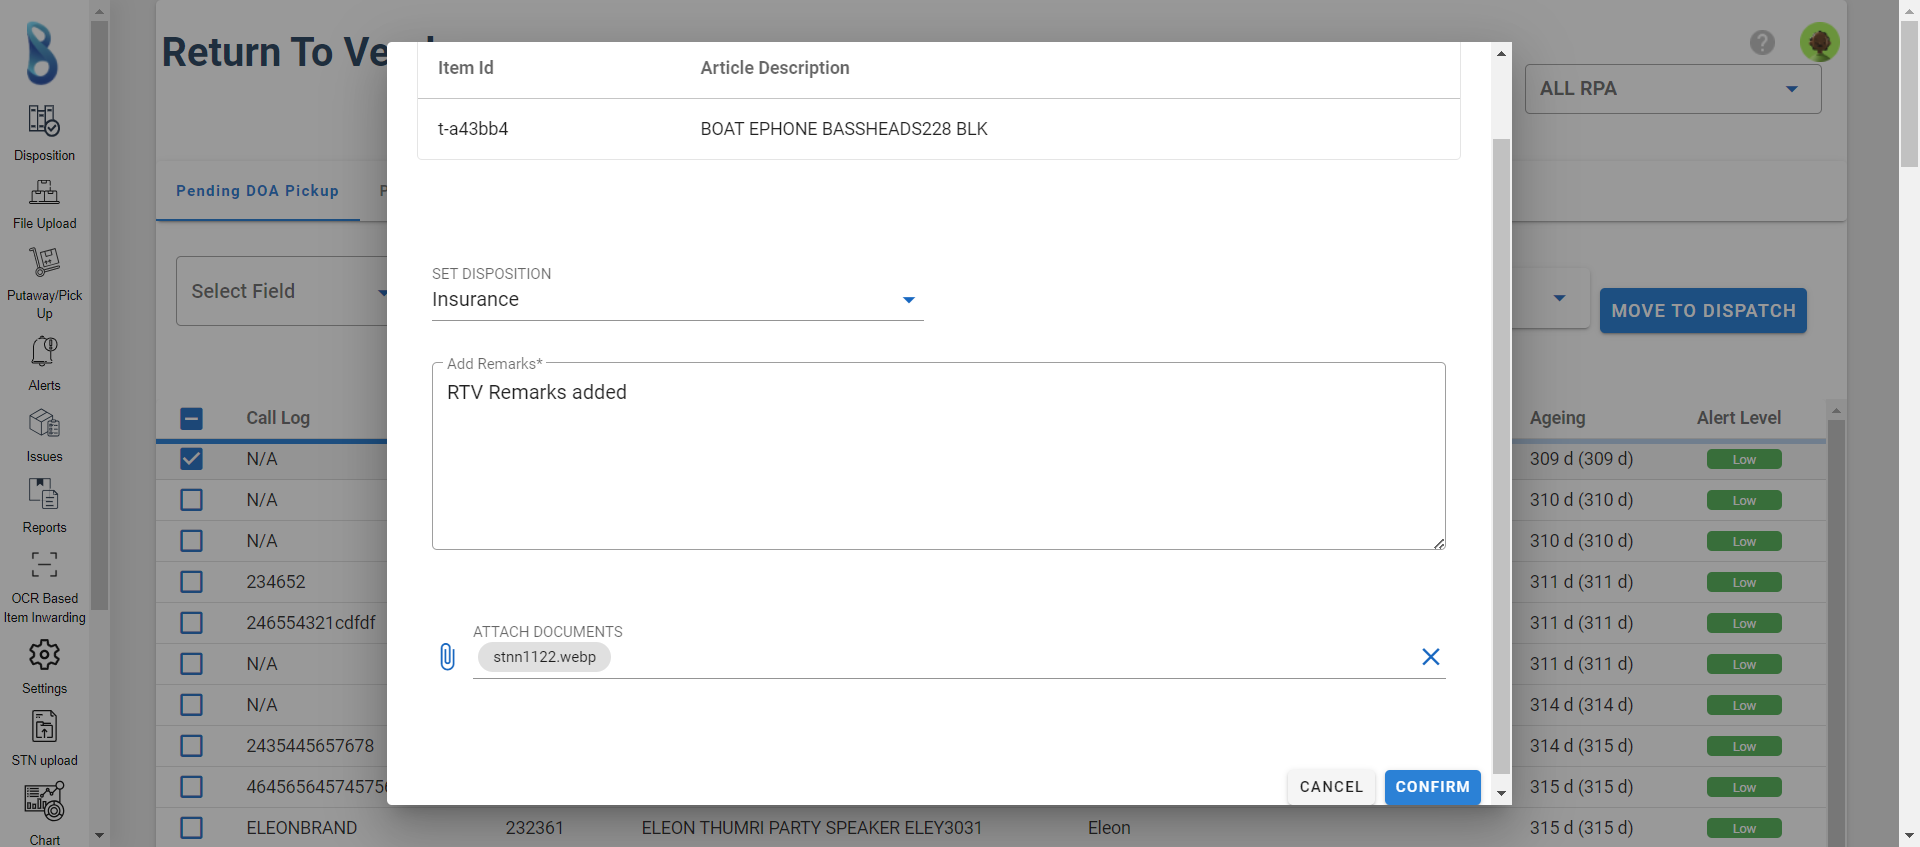 Return To Ve
ALL RPA
Item Id
Article Description
t-a43bb4
BOAT EPHONE BASSHEADS228 BLK
Disposition
File Upload
Putaway/Pick
Up
Alerts
Issues
Reports
OCR Based
Item Inwarding
Settings
STN upload
Chart
Pending DOA Pickup
P
Select Field
MOVE TO DISPATCH
SET DISPOSITION
Insurance
Add Remarks*
RTV Remarks added
ATTACH DOCUMENTS
stnn1122.webp
CANCEL
CONFIRM
Call Log
Ageing
Alert Level
N/A
309 d (309 d)
Low
N/A
310 d (310 d)
Low
N/A
310 d (310 d)
Low
234652
311 d (311 d)
Low
246554321cdfdf
311 d (311 d)
Low
N/A
311 d (311 d)
Low
N/A
314 d (314 d)
Low
2435445657678
314 d (315 d)
Low
464565645745756
315 d (315 d)
Low
ELEONBRAND
232361
ELEON THUMRI PARTY SPEAKER ELEY3031
Eleon
315 d (315 d)
Low